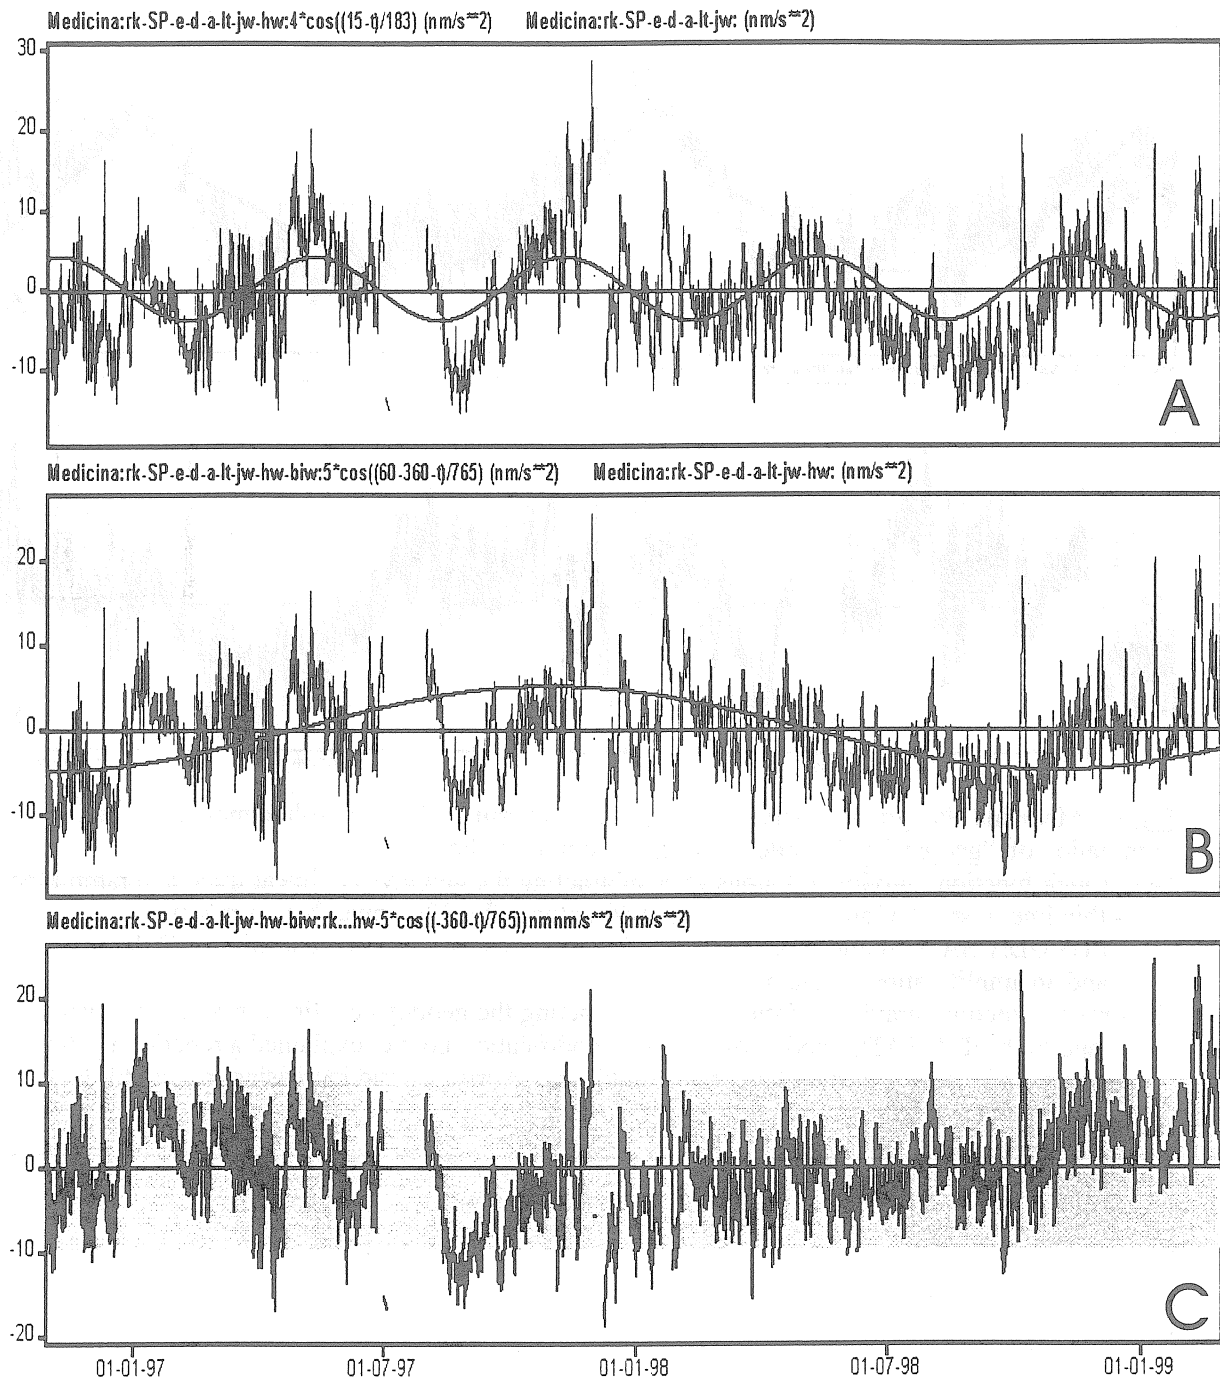 Medicina:rk-SP-e-d-a-lt-jw-hw:4*cos((15-t)/183) (nm/s**2) Medicina:rk-SP-e-d-a-lt-jw: (nm/s**2)
30
20
10
0
-10
A
Medicina:rk-SP-e-d-a-lt-jw-hw-biw:5*cos((60-360-t)/765) (nm/s**2) Medicina:rk-SP-e-d-a-lt-jw-hw: (nm/s**2)
20
10
0
-10
B
Medicina:rk-SP-e-d-a-lt-jw-hw-biw:rk...hw-5*cos((-360-t)/765))nmnm/s**2 (nm/s**2)
20
10
0
-10
-20
C
01-01-97 01-07-97 01-01-98 01-07-98 01-01-99